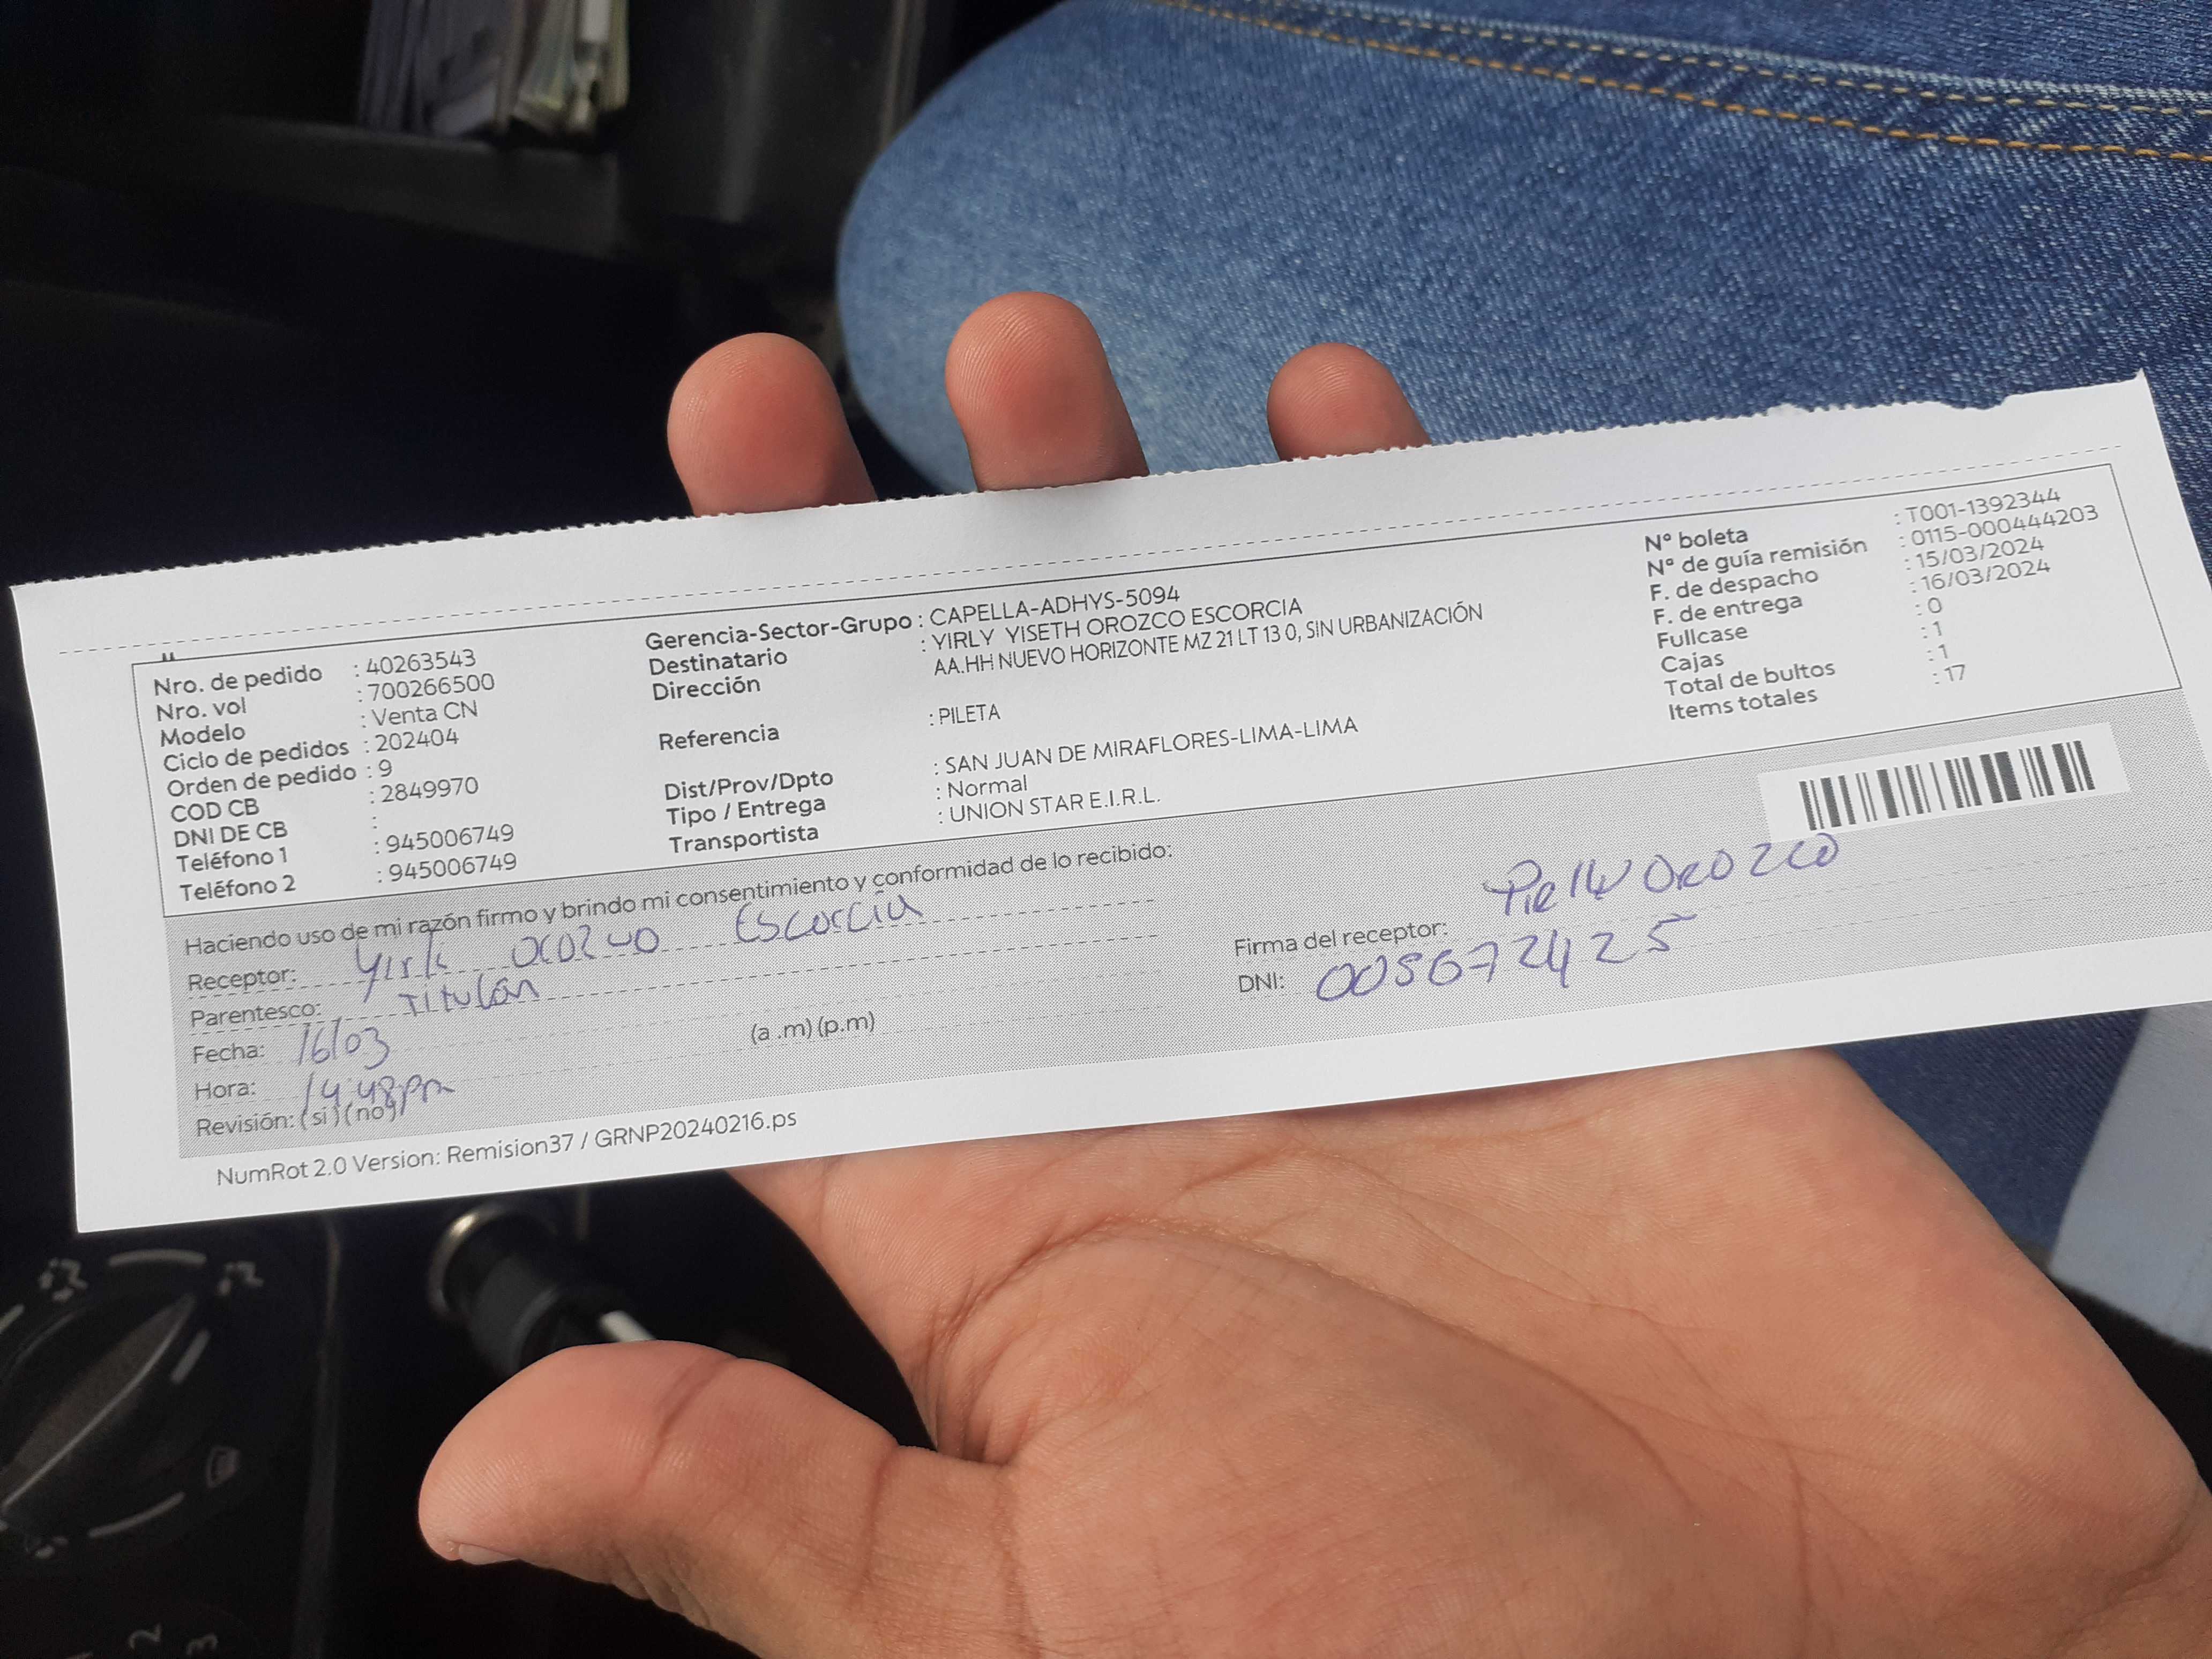 Nro. de pedido : 40263543
Nro. vol : 700266500
Modelo : Venta CN
Ciclo de pedidos : 202404
Orden de pedido : 9
COD CB : 2849970
DNI DE CB :
Teléfono 1 : 945006749
Teléfono 2 : 945006749
Gerencia-Sector-Grupo : CAPELLA-ADHYS-5094
Destinatario : YIRLY YISETH OROZCO ESCORCIA
Dirección AA.HH NUEVO HORIZONTE MZ 21 LT 13 0, SIN URBANIZACIÓN
Referencia : PILETA
Dist/Prov/Dpto : SAN JUAN DE MIRAFLORES-LIMA-LIMA
Tipo / Entrega : Normal
Transportista : UNION STAR E.I.R.L.
N° boleta : T001-1392344
N° de guía remisión : 0115-000444203
F. de despacho : 15/03/2024
F. de entrega : 16/03/2024
Fullcase : 0
Cajas : 1
Total de bultos : 1
Items totales : 17
Haciendo uso de mi razón firmo y brindo mi consentimiento y conformidad de lo recibido:
Receptor: Escorcia
Parentesco: Titular
Fecha: 16/03
Hora: 14:48pm (a .m) (p.m)
Revisión: (si) (no)
Firma del receptor: Orozco
DNI: 005672425
NumRot 2.0 Version: Remision37 / GRNP20240216.ps
2
3